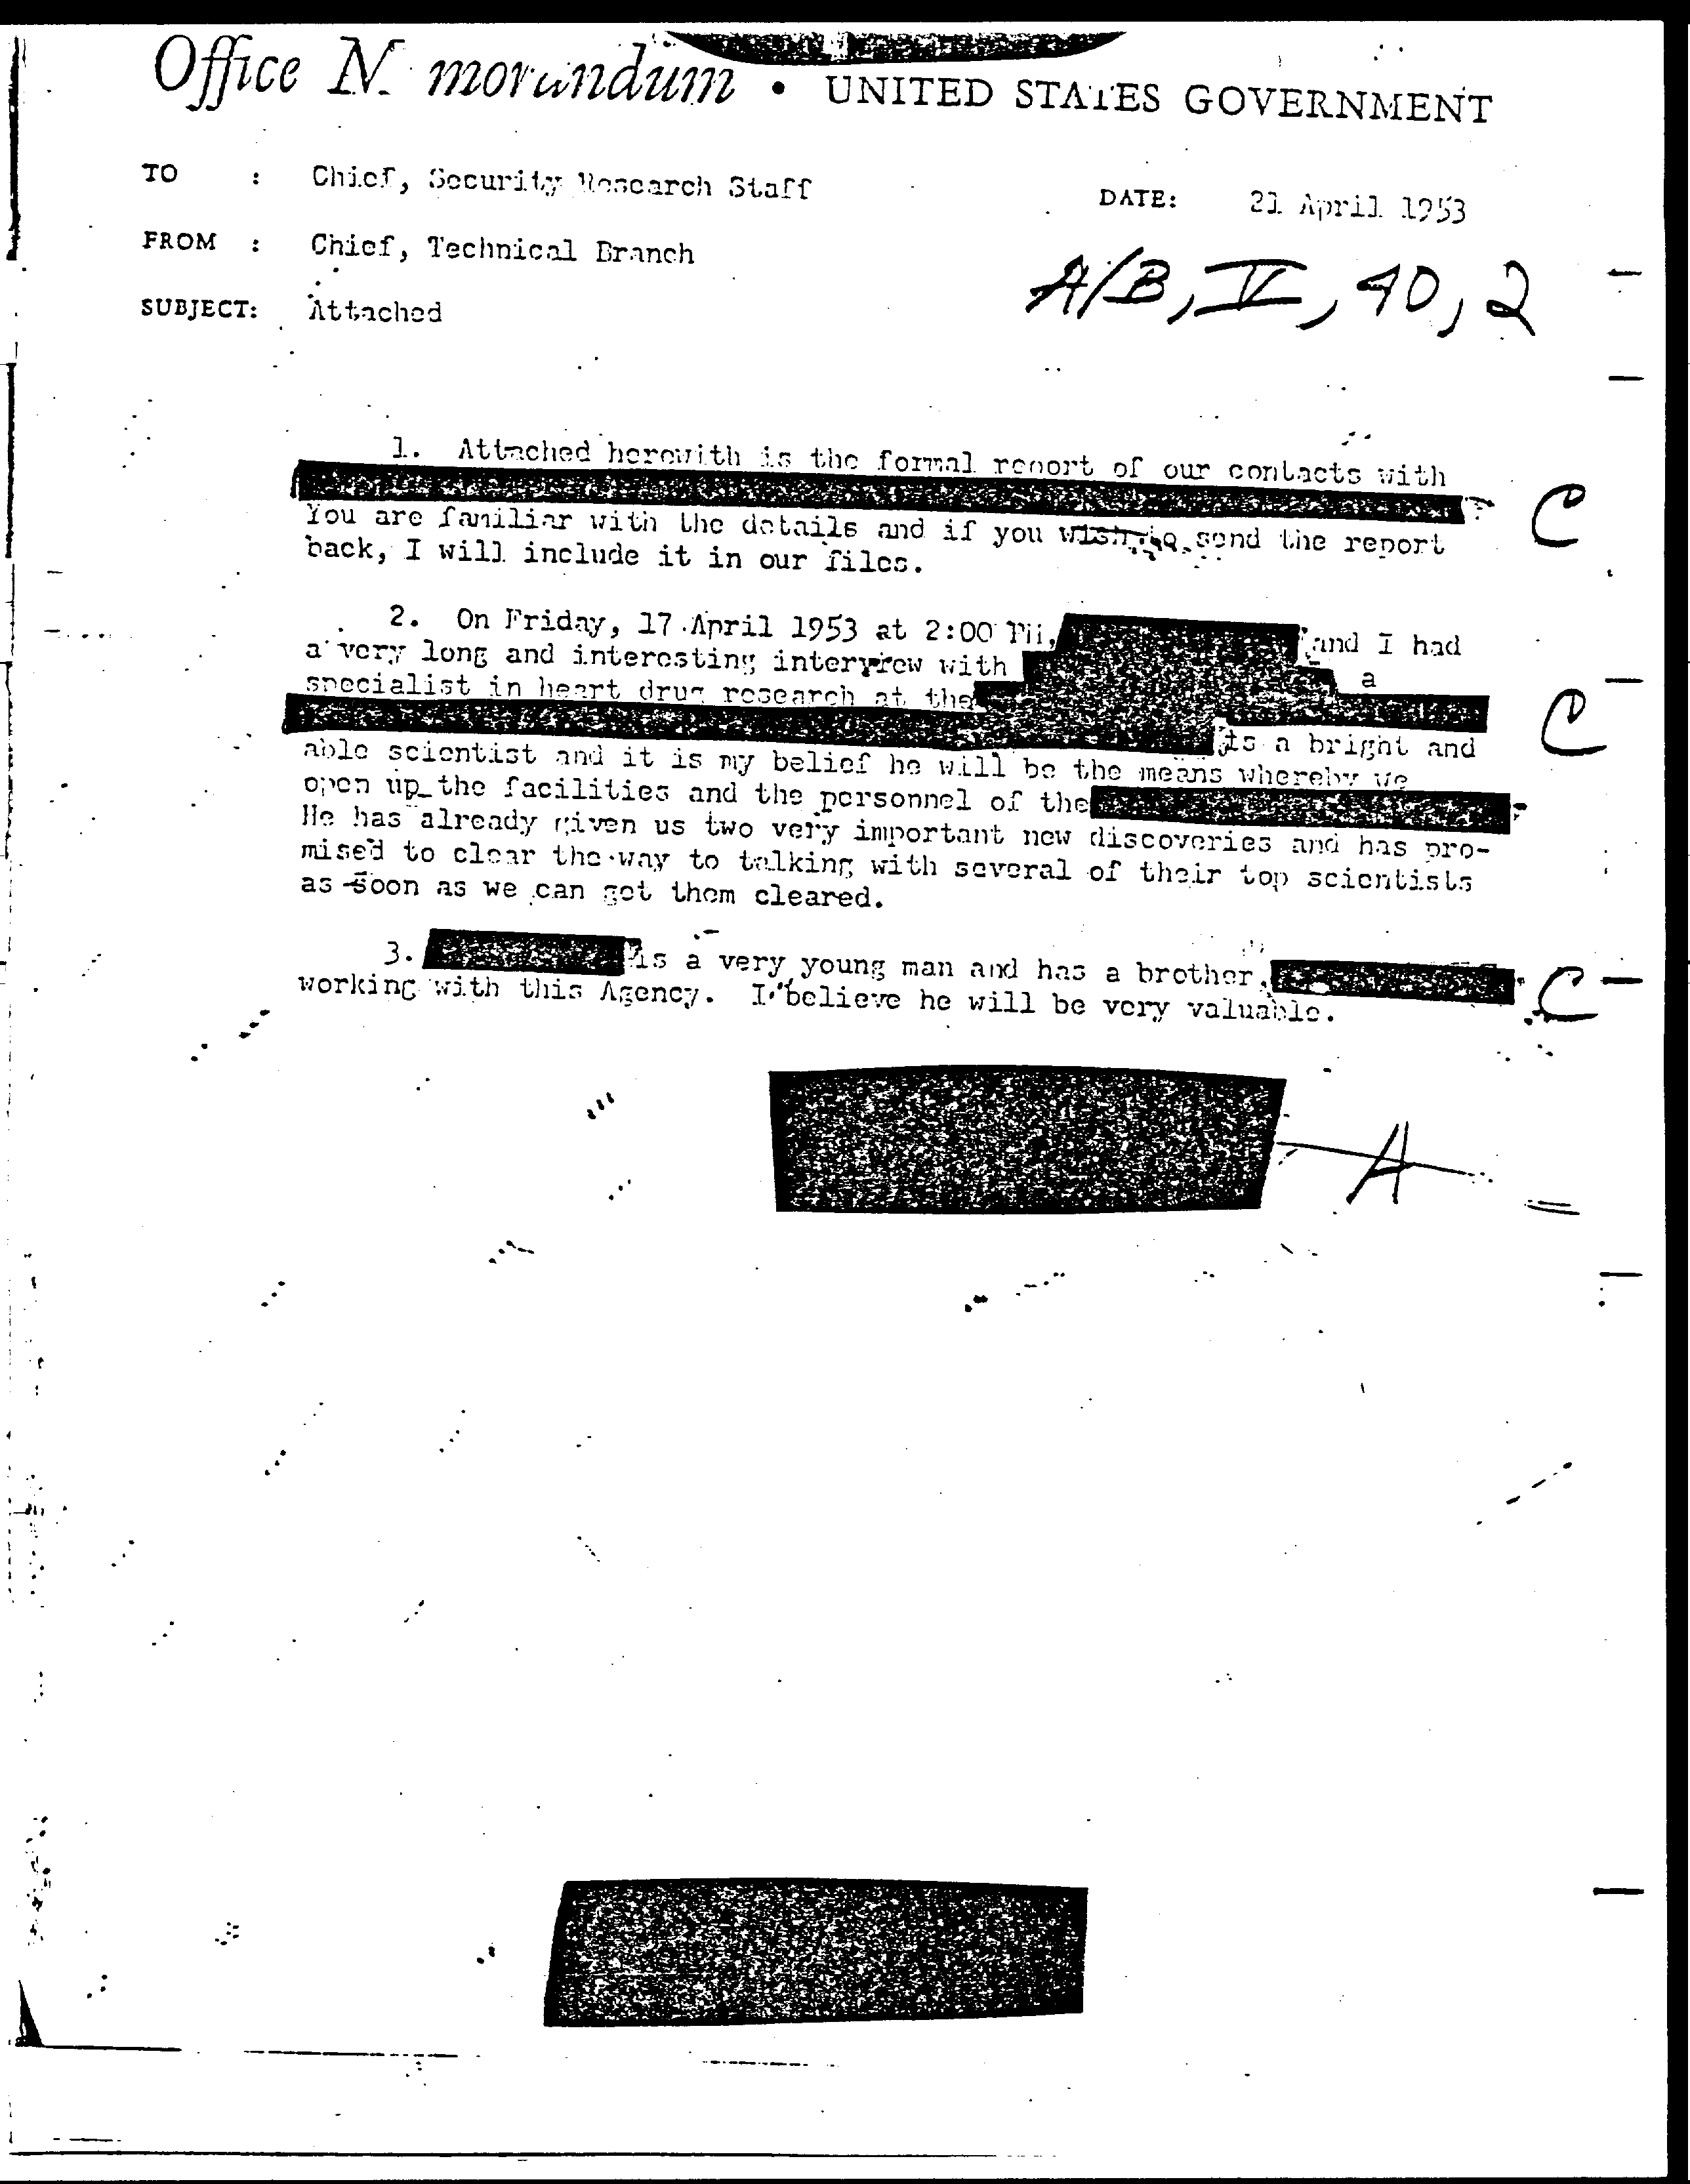 Office Memorandum • UNITED STATES GOVERNMENT
TO : Chief, Security Research Staff
DATE: 21 April 1953
FROM : Chief, Technical Branch
A/B, IV, 40, 2
SUBJECT: Attached
1. Attached herewith is the formal report of our contacts with
C
You are familiar with the details and if you wish to send the report
back, I will include it in our files.
2. On Friday, 17 April 1953 at 2:00 PM, and I had
a very long and interesting interview with a
specialist in heart drug research at the
C
is a bright and
able scientist and it is my belief he will be the means whereby we
open up the facilities and the personnel of the
He has already given us two very important new discoveries and has pro-
mised to clear the way to talking with several of their top scientists
as soon as we can get them cleared.
3. is a very young man and has a brother,
C
working with this Agency. I believe he will be very valuable.
A